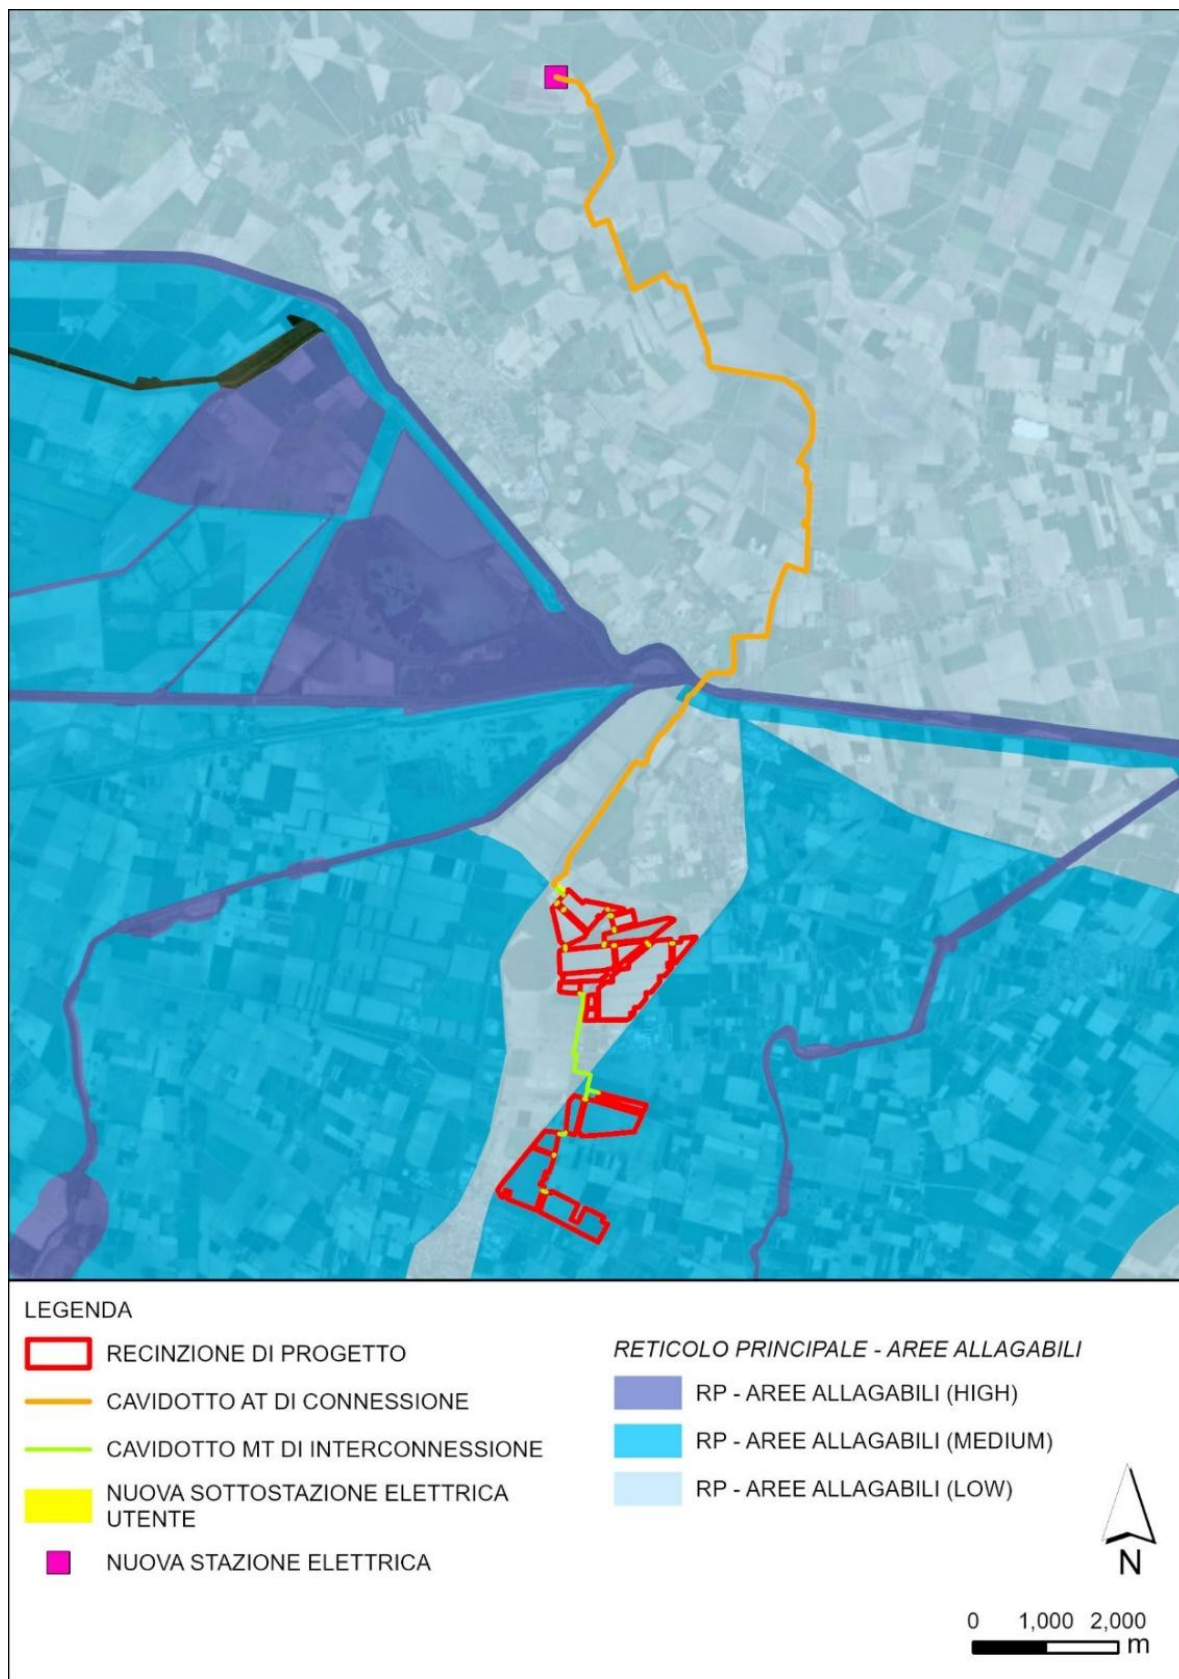 LEGENDA
RECINZIONE DI PROGETTO
CAVIDOTTO AT DI CONNESSIONE
CAVIDOTTO MT DI INTERCONNESSIONE
NUOVA SOTTOSTAZIONE ELETTRICA
UTENTE
NUOVA STAZIONE ELETTRICA
RETICOLO PRINCIPALE - AREE ALLAGABILI
RP - AREE ALLAGABILI (HIGH)
RP - AREE ALLAGABILI (MEDIUM)
RP - AREE ALLAGABILI (LOW)
N
0 1,000 2,000
m